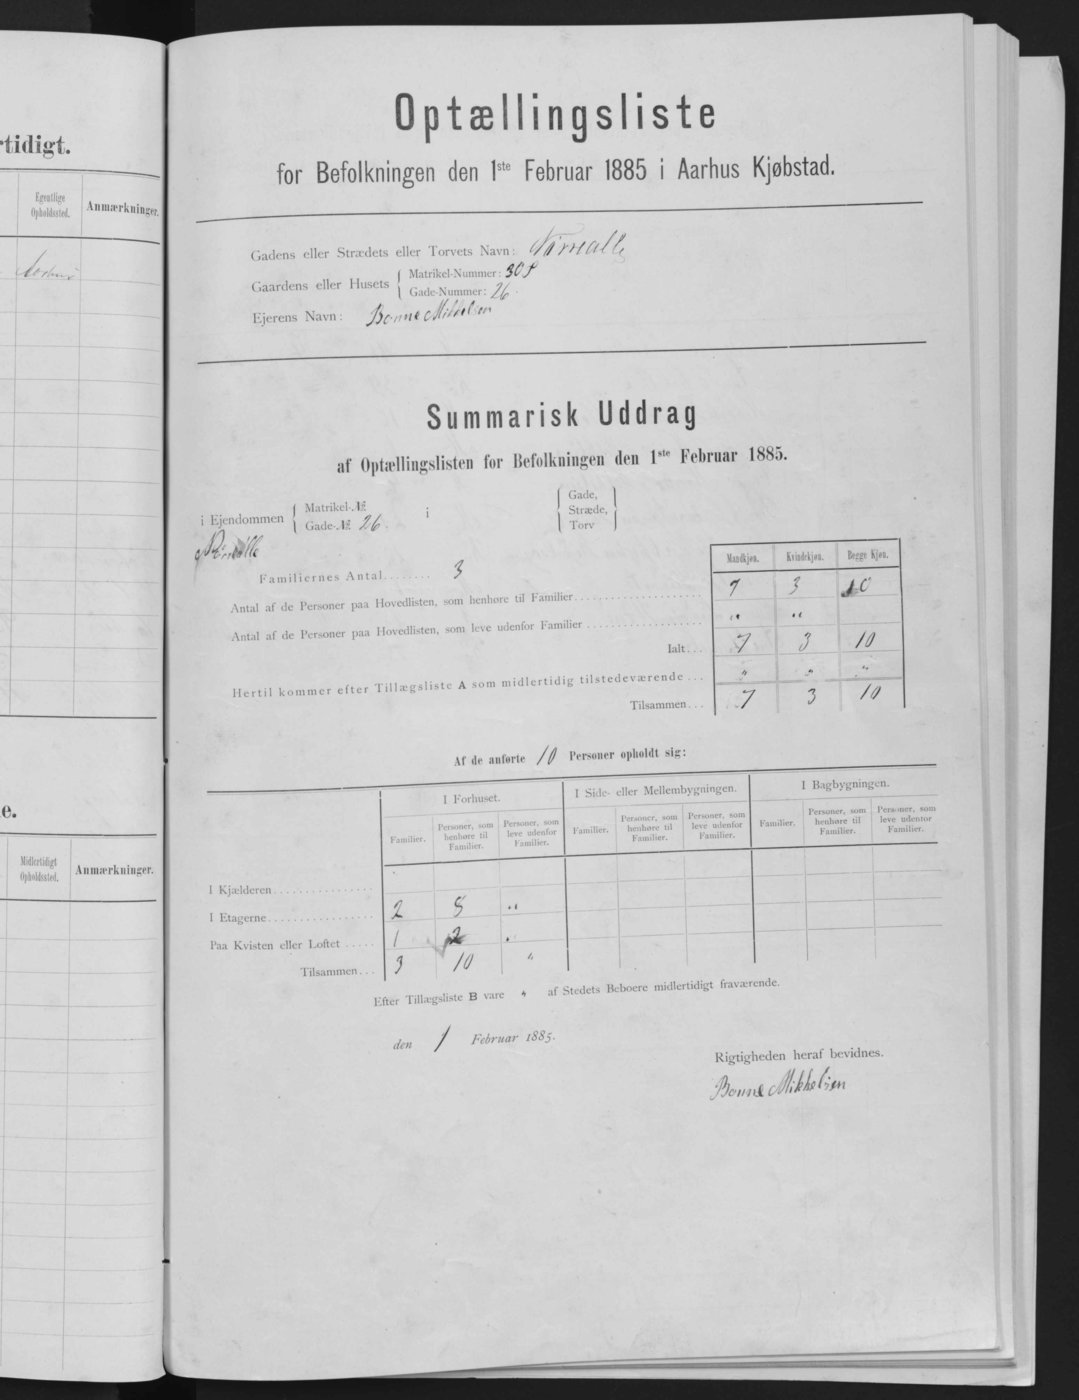 rtidigt.
Egentlige Opholdssted.
Anmærkninger.
Aarhus
e.
Midlertidigt Opholdssted.
Anmærkninger.
Optællingsliste
for Befolkningen den 1ste Februar 1885 i Aarhus Kjøbstad.
Gadens eller Strædets eller Torvets Navn: Nørrealle
Gaardens eller Husets { Matrikel-Nummer: 30
Gade-Nummer: 26.
Ejerens Navn: Bonne Mikkelsen
Summarisk Uddrag
af Optællingslisten for Befolkningen den 1ste Februar 1885.
i Ejendommen { Matrikel-№ i { Gade, }
Gade-№ 26. Stræde,
Torv
Nørrealle
Mandkjøn. Kvindekjøn. Begge Kjøn.
Familiernes Antal........ 3
Antal af de Personer paa Hovedlisten, som henhøre til Familier.................... 7 3 10
Antal af de Personer paa Hovedlisten, som leve udenfor Familier.................. " "
Ialt... 7 3 10
Hertil kommer efter Tillægsliste A som midlertidig tilstedeværende... " " "
Tilsammen... 7 3 10
Af de anførte 10 Personer opholdt sig:
I Forhuset. I Side- eller Mellembygningen. I Bagbygningen.
Familier. Personer, som henhøre til Familier. Personer, som leve udenfor Familier. Familier. Personer, som henhøre til Familier. Personer, som leve udenfor Familier. Familier. Personer, som henhøre til Familier. Personer, som leve udenfor Familier.
I Kjælderen...............
I Etagerne................ 2 8 "
Paa Kvisten eller Loftet..... 1 2 "
Tilsammen... 3 10 "
Efter Tillægsliste B vare " af Stedets Beboere midlertidigt fraværende.
den 1 Februar 1885.
Rigtigheden heraf bevidnes.
Bonne Mikkelsen